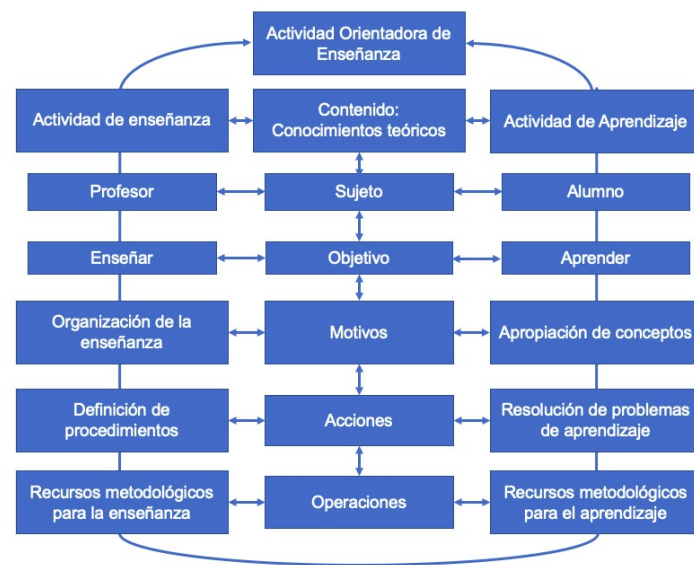 Actividad Orientadora de
Enseñanza
Actividad de enseñanza
Contenido:
Conocimientos teóricos
Actividad de Aprendizaje
Profesor
Sujeto
Alumno
Enseñar
Objetivo
Aprender
Organización de la
enseñanza
Motivos
Apropiación de conceptos
Definición de
procedimientos
Acciones
Resolución de problemas
de aprendizaje
Recursos metodológicos
para la enseñanza
Operaciones
Recursos metodológicos
para el aprendizaje